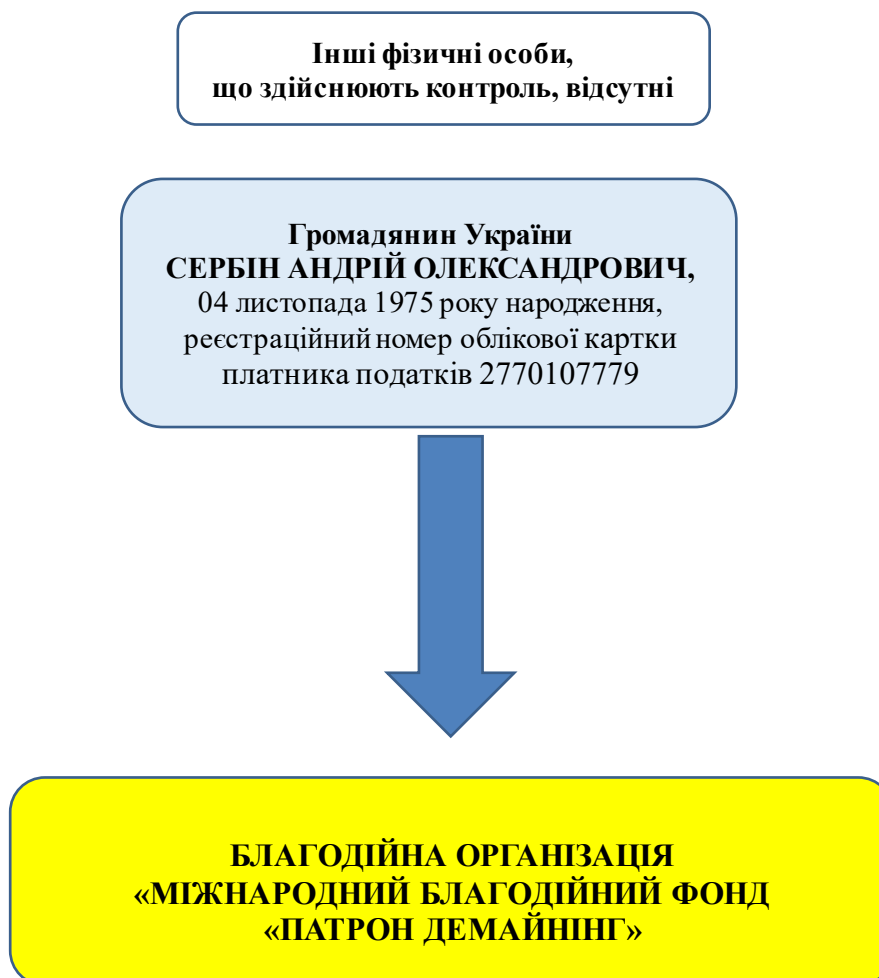 Інші фізичні особи,
що здійснюють контроль, відсутні
Громадянин України
СЕРБІН АНДРІЙ ОЛЕКСАНДРОВИЧ,
04 листопада 1975 року народження,
реєстраційний номер облікової картки
платника податків 2770107779
БЛАГОДІЙНА ОРГАНІЗАЦІЯ
«МІЖНАРОДНИЙ БЛАГОДІЙНИЙ ФОНД
«ПАТРОН ДЕМАЙНІНГ»